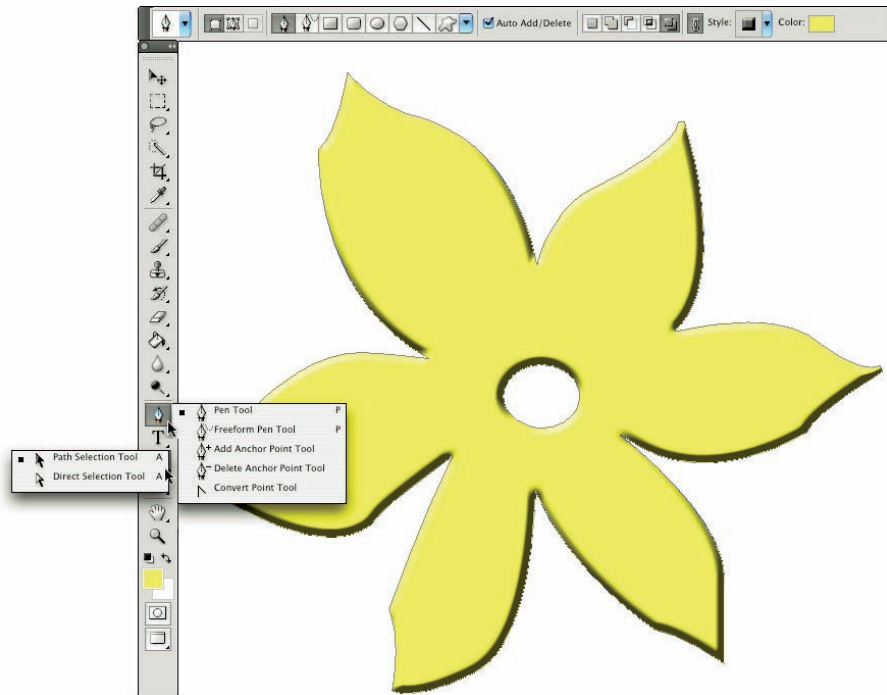 Auto Add/Delete Style: Color:
Pen Tool P
Freeform Pen Tool P
Add Anchor Point Tool
Delete Anchor Point Tool
Convert Point Tool
T
Path Selection Tool A
Direct Selection Tool A